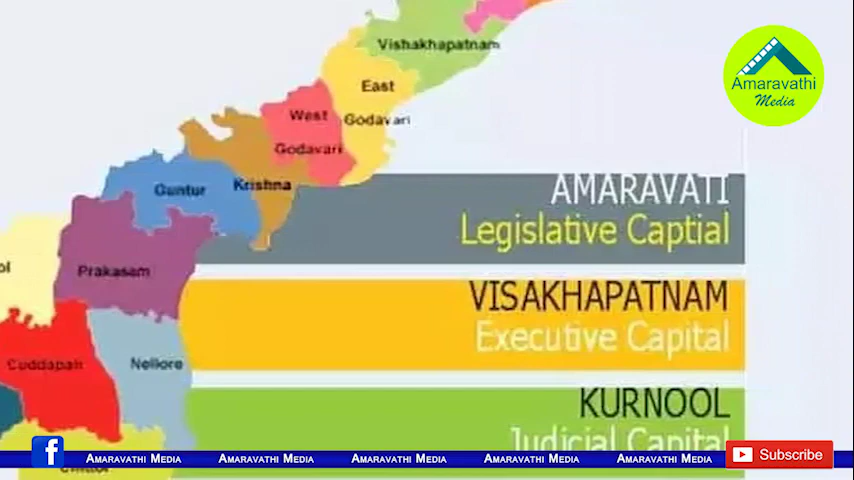 Vishakhapatnam
East
Godavari
West
Godavari
Krishna
Guntur
Prakasam
Cuddapah
Nellore
Amaravathi
Media
AMARAVATI
Legislative Captial
VISAKHAPATNAM
Executive Capital
KURNOOL
Judicial Capital
AMARAVATHI MEDIA AMARAVATHI MEDIA AMARAVATHI MEDIA AMARAVATHI MEDIA AMARAVATHI MEDIA
Subscribe